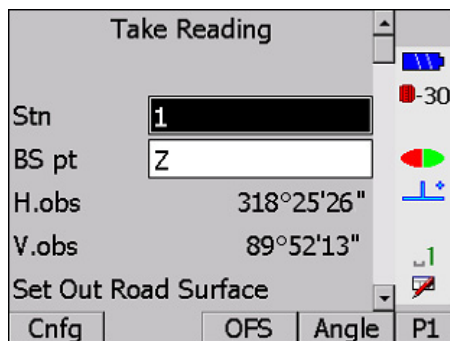 Take Reading
-30
Stn 1
BS pt Z
H.obs 318°25'26"
V.obs 89°52'13"
1
Set Out Road Surface
Cnfg OFS Angle P1